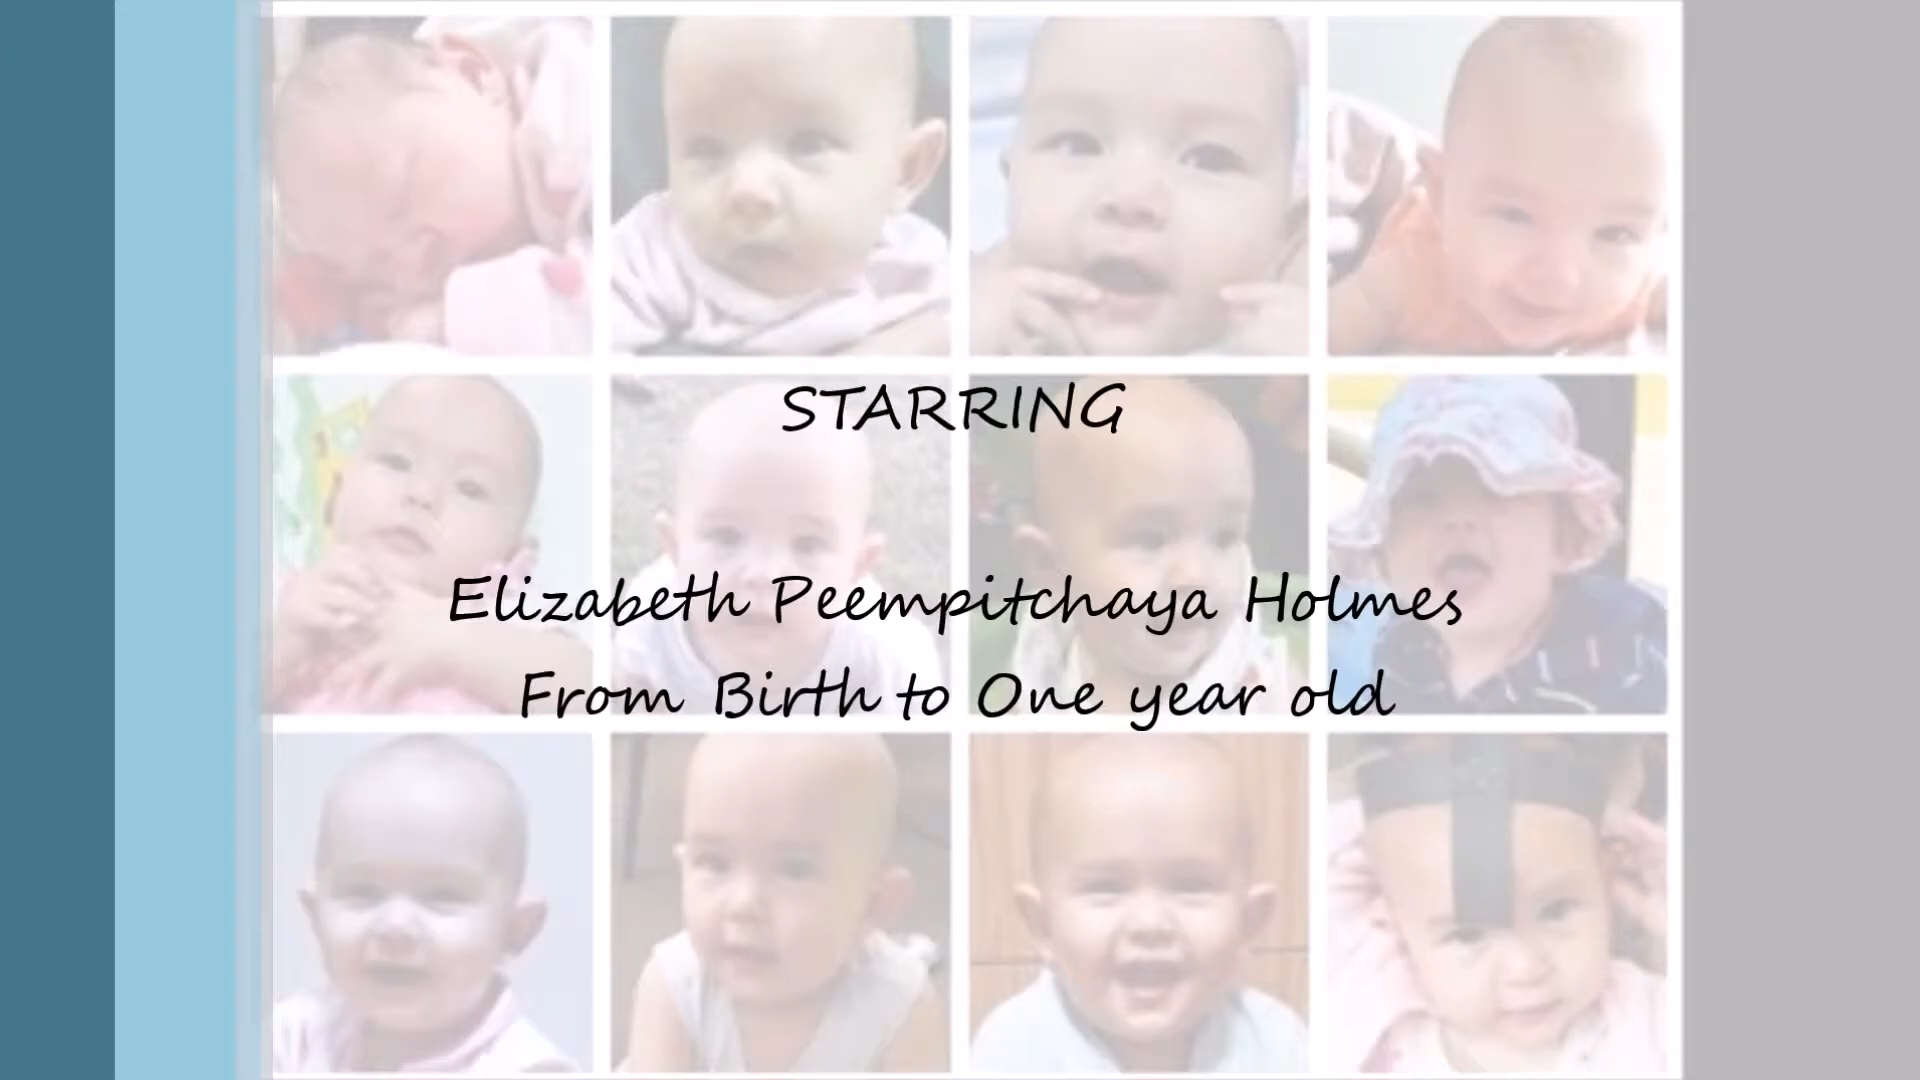 STARRING
Elizabeth Peempitchaya Holmes
From Birth to One year old